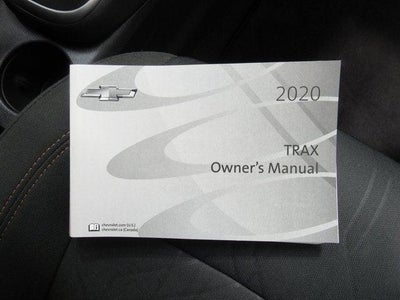 2020
TRAX
Owner's Manual
chevrolet.com (U.S.)
chevrolet.ca (Canada)